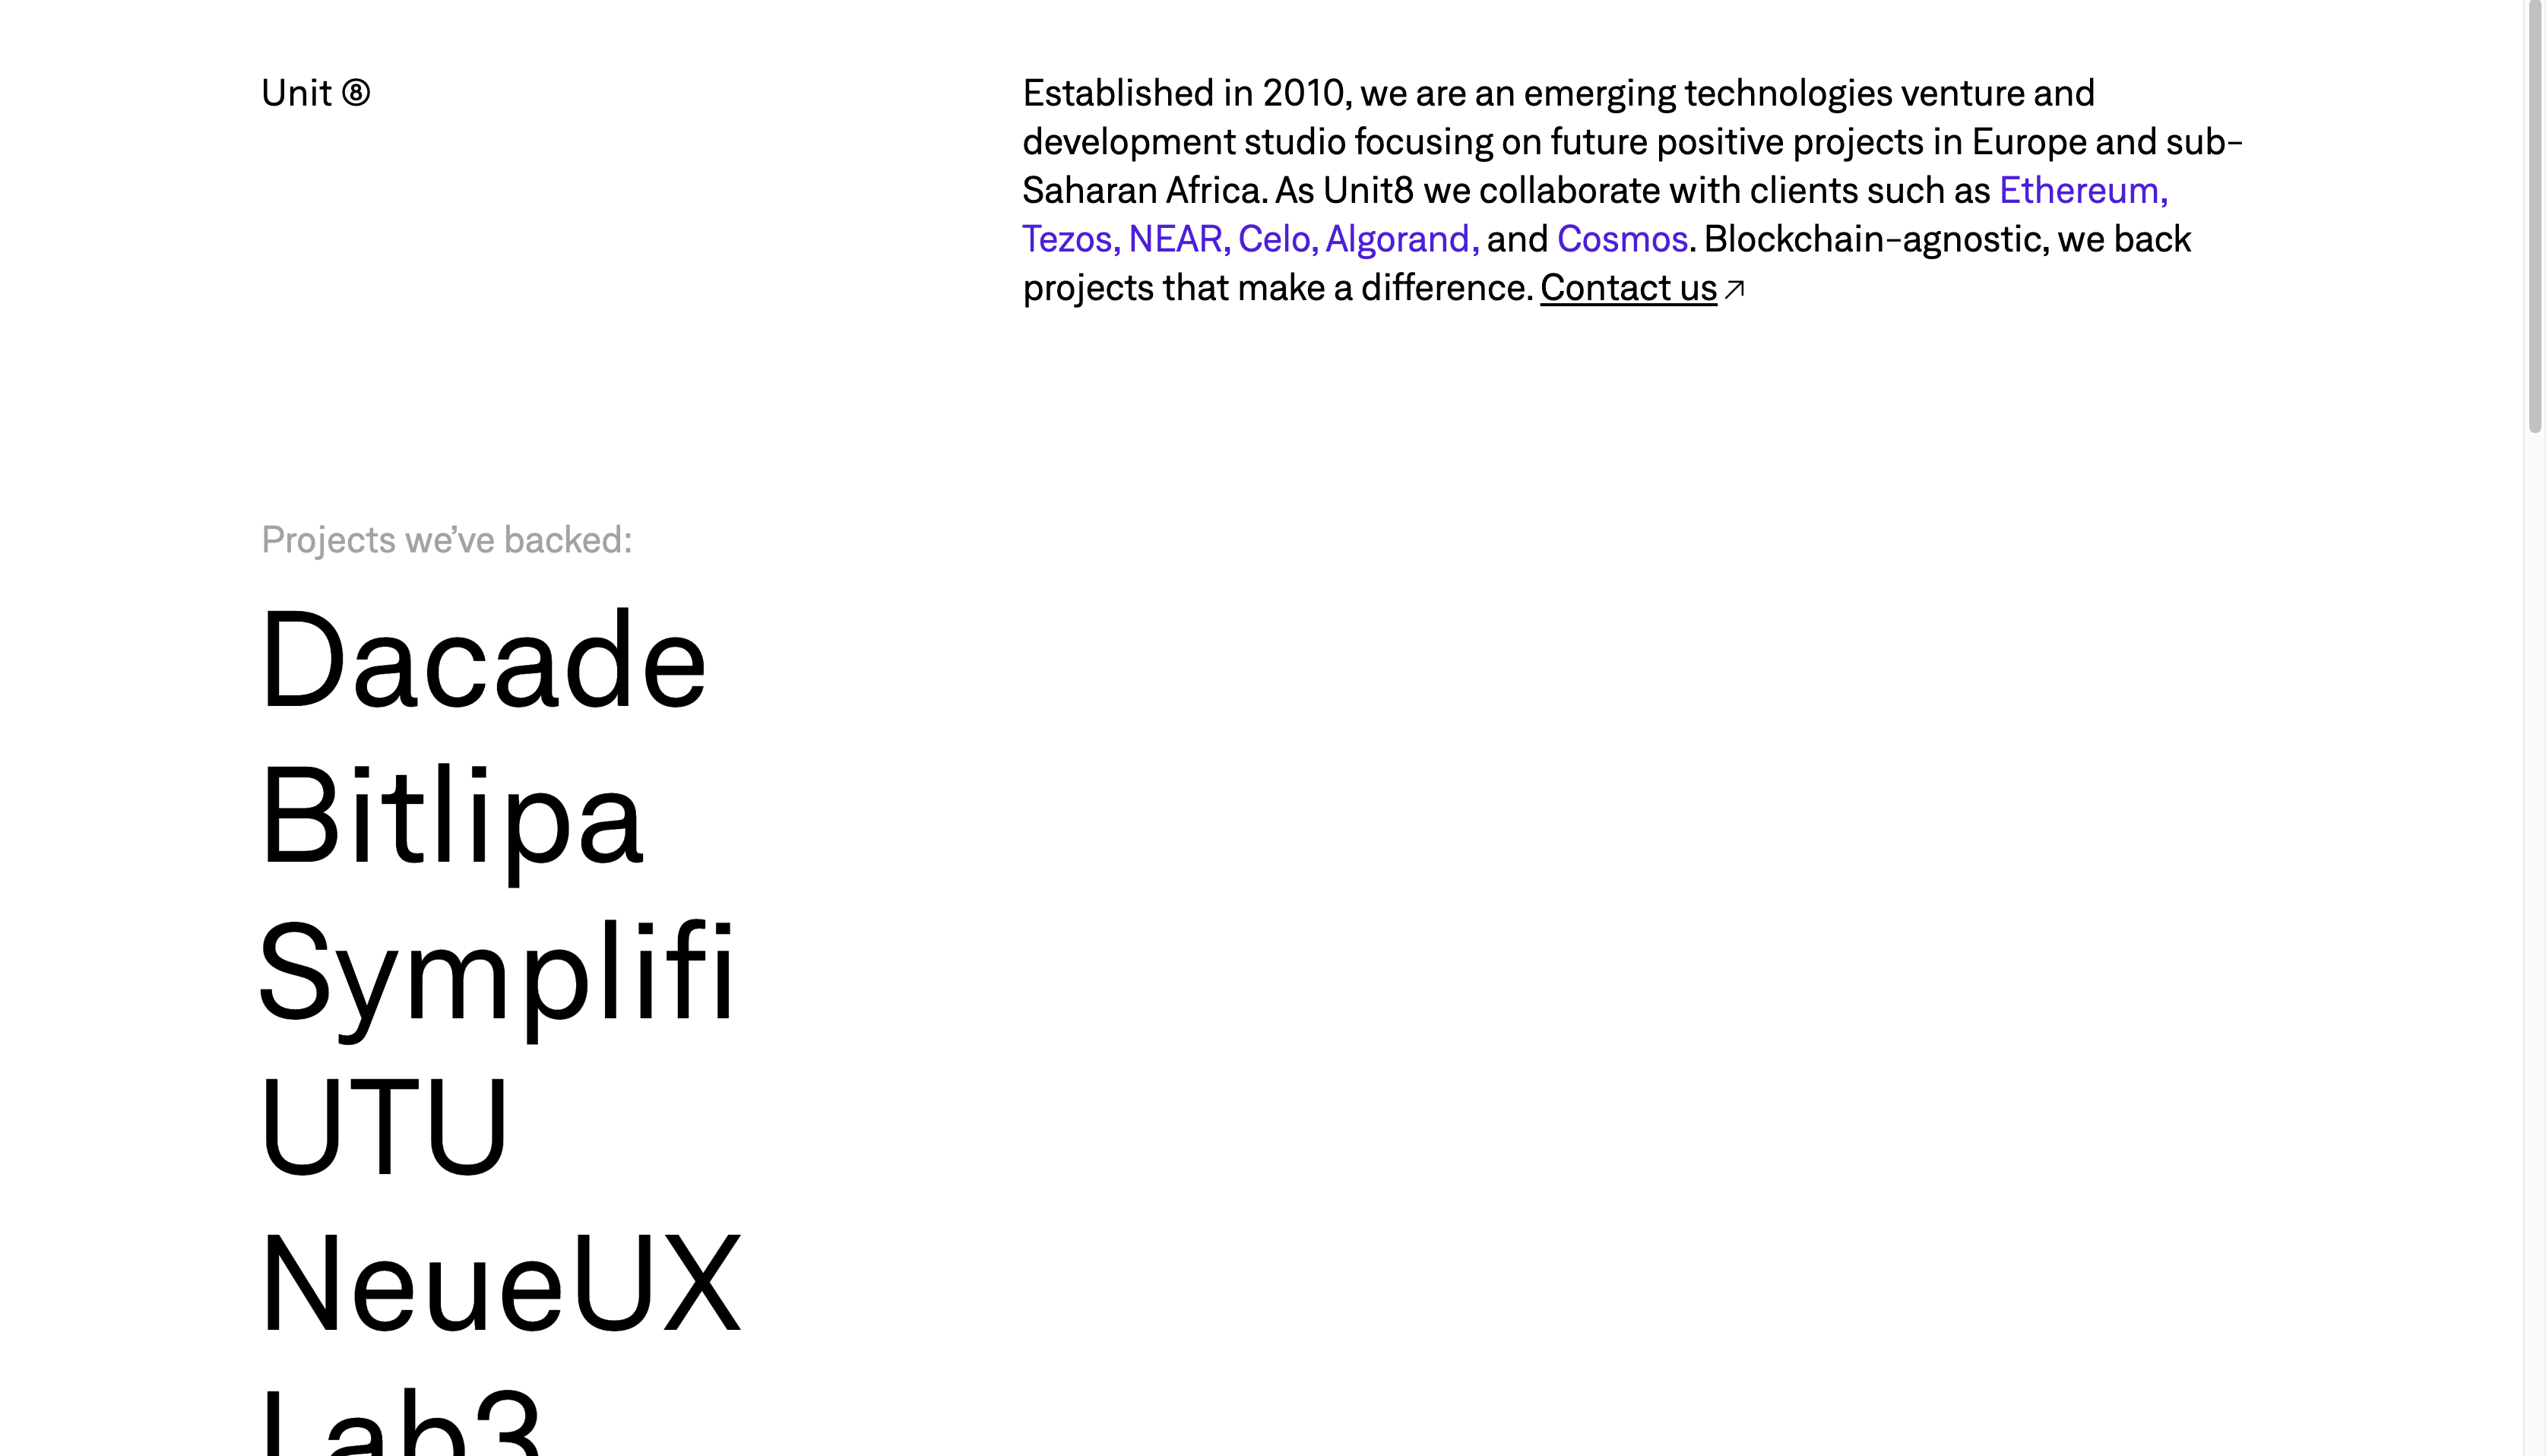 Unit ⑧
Established in 2010, we are an emerging technologies venture and
development studio focusing on future positive projects in Europe and sub-
Saharan Africa. As Unit8 we collaborate with clients such as Ethereum,
Tezos, NEAR, Celo, Algorand, and Cosmos. Blockchain-agnostic, we back
projects that make a difference. Contact us ↗
Projects we’ve backed:
Dacade
Bitlipa
Symplifi
UTU
NeueUX
Lab3